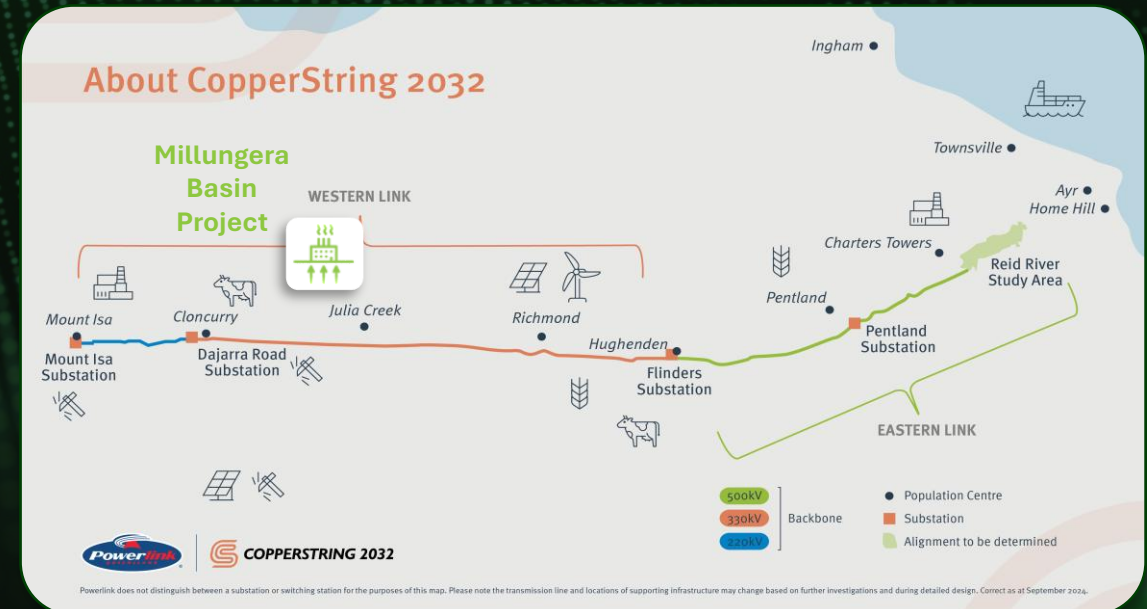 About CopperString 2032
Ingham
Townsville
Ayr
Home Hill
Millungera
Basin
Project
WESTERN LINK
Charters Towers
Reid River
Study Area
Pentland
Mount Isa
Cloncurry
Julia Creek
Richmond
Hughenden
Pentland
Substation
Mount Isa
Substation
Dajarra Road
Substation
Flinders
Substation
EASTERN LINK
500kV
330kV
220kV
Backbone
Population Centre
Substation
Alignment to be determined
Powerlink
QUEENSLAND
COPPERSTRING 2032
Powerlink does not distinguish between a substation or switching station for the purposes of this map. Please note the transmission line and locations of supporting infrastructure may change based on further investigations and during detailed design. Correct as at September 2024.